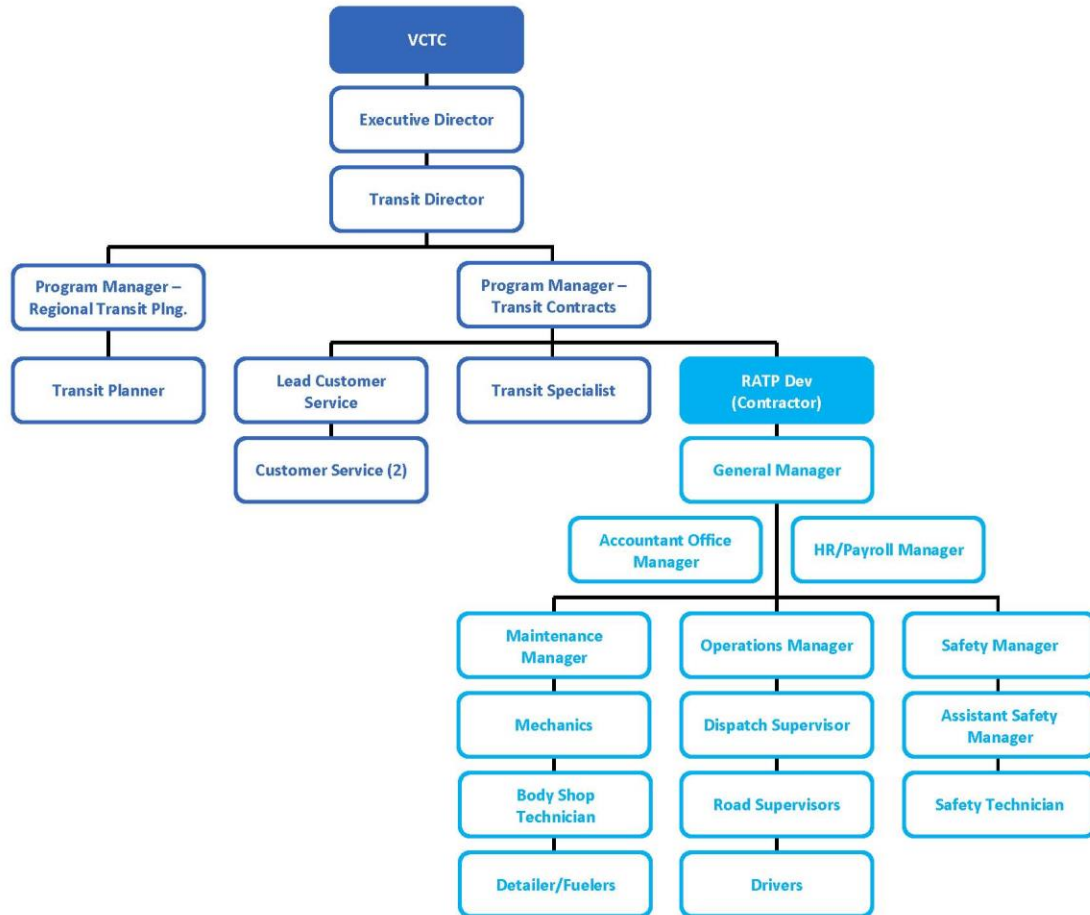 VCTC
Executive Director
Transit Director
Program Manager –
Regional Transit Plng.
Program Manager –
Transit Contracts
Transit Planner
Lead Customer
Service
Transit Specialist
RATP Dev
(Contractor)
Customer Service (2)
General Manager
Accountant Office
Manager
HR/Payroll Manager
Maintenance
Manager
Operations Manager
Safety Manager
Mechanics
Dispatch Supervisor
Assistant Safety
Manager
Body Shop
Technician
Road Supervisors
Safety Technician
Detailer/Fuelers
Drivers